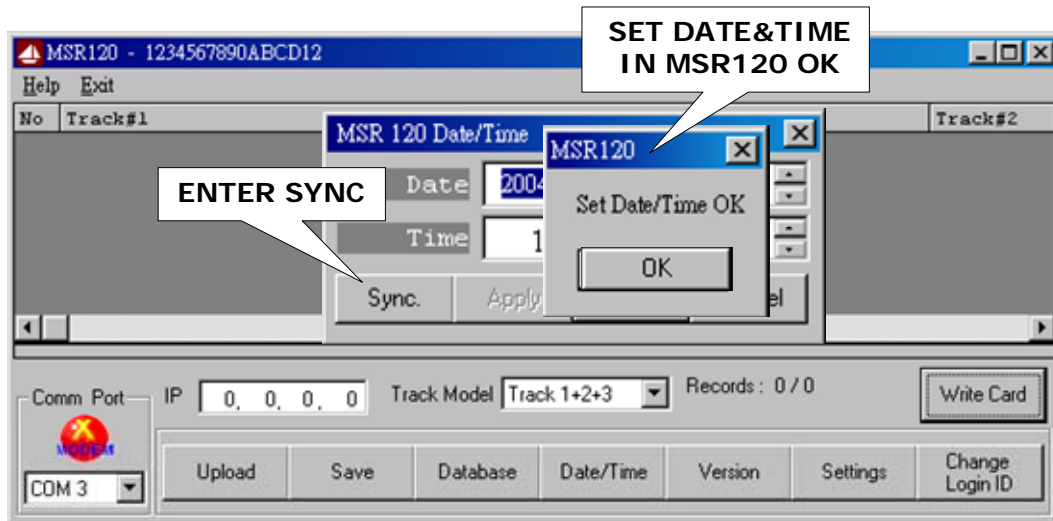 SET DATE&TIME
IN MSR120 OK
MSR120 - 1234567890ABCD12
Help Exit
No Track#1 Track#2
MSR 120 Date/Time
MSR120
ENTER SYNC
Date 2004
Set Date/Time OK
Time 1
OK
Sync. Apply
Comm Port
IP 0, 0, 0, 0 Track Model Track 1+2+3 Records : 0 / 0
Write Card
MODEM
COM 3
Upload Save Database Date/Time Version Settings Change
Login ID